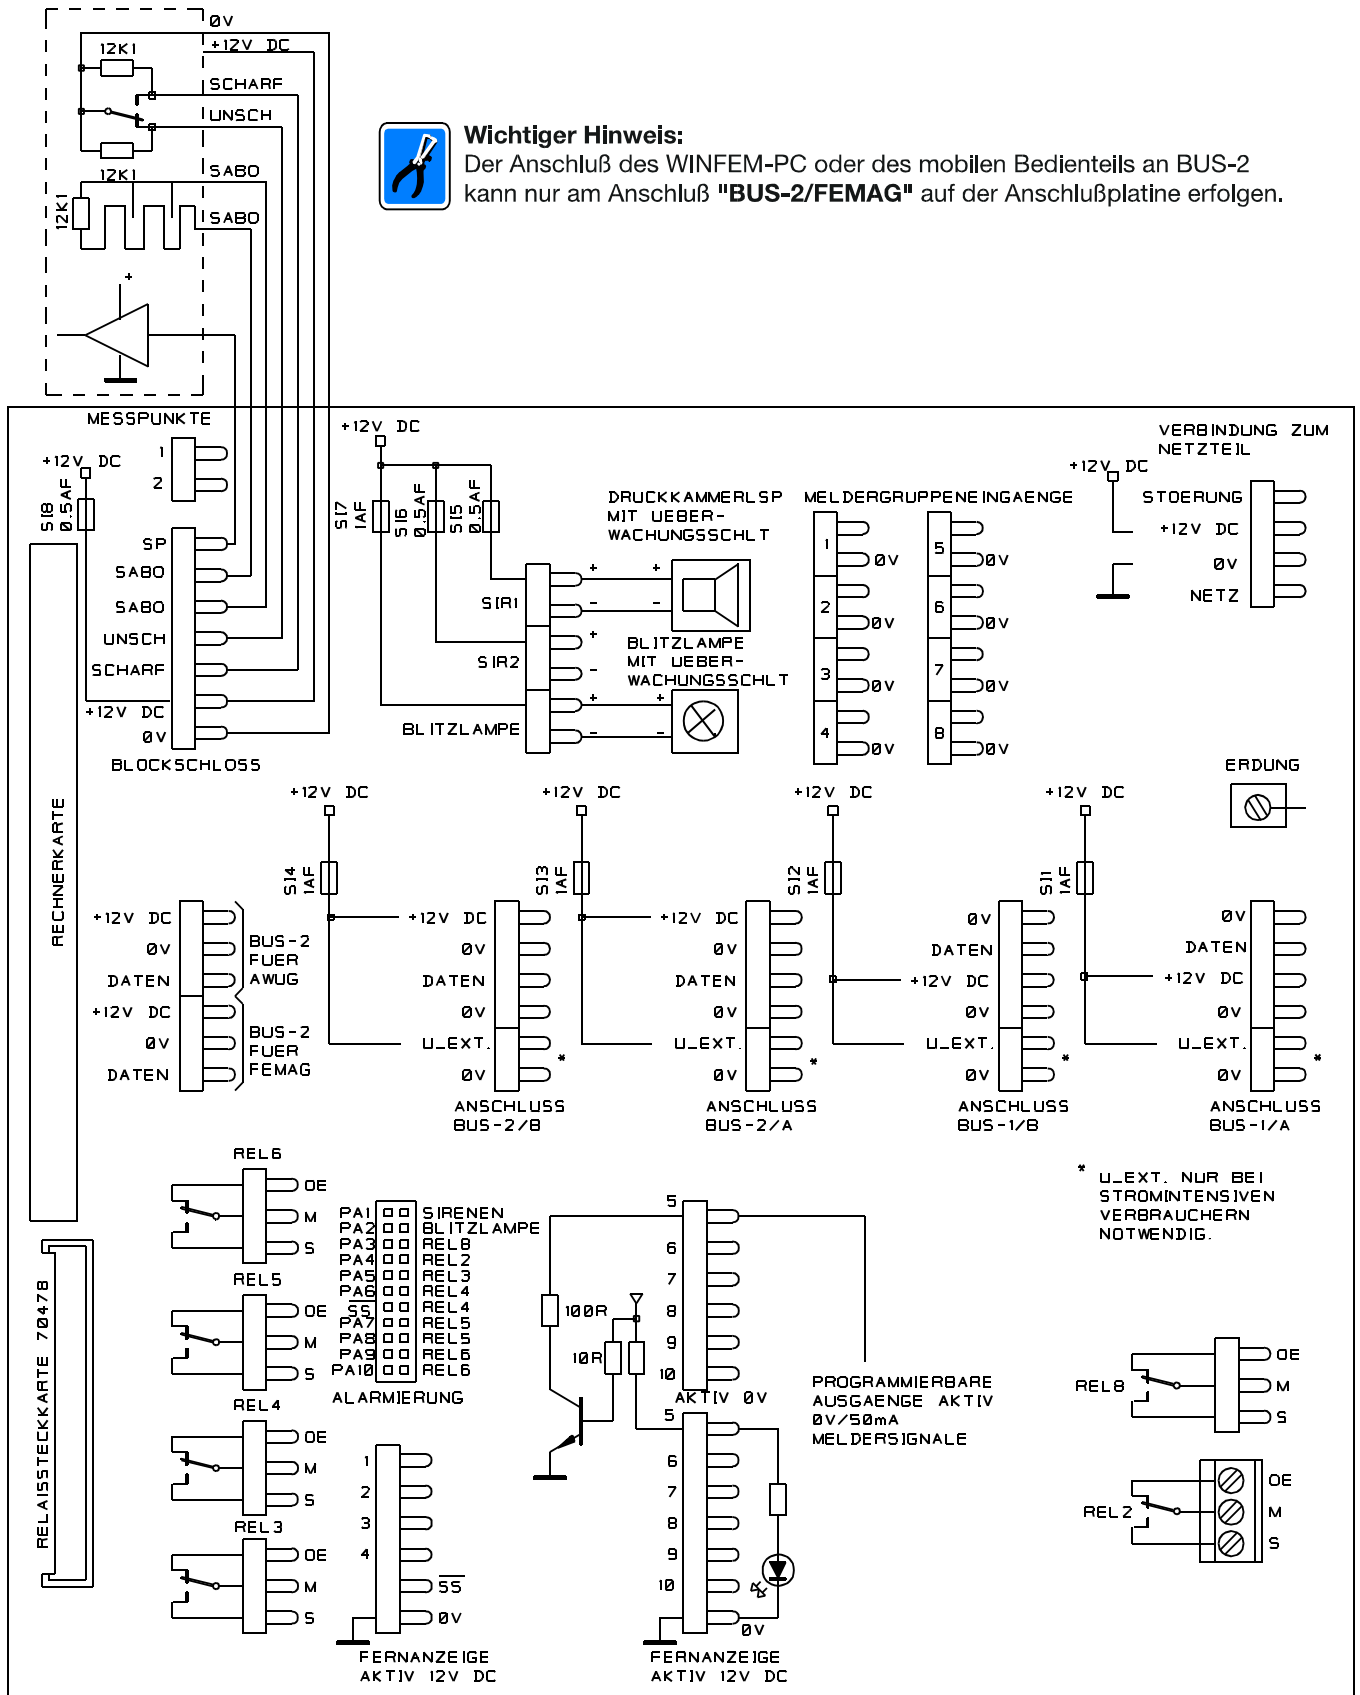 0V
+12V DC
12K1
SCHARF
UNSCH
12K1
SABO
12K1
SABO
+
Wichtiger Hinweis:
Der Anschluß des WINFEM-PC oder des mobilen Bedienteils an BUS-2
kann nur am Anschluß "BUS-2/FEMAG" auf der Anschlußplatine erfolgen.
MESSPUNKTE
1
2
+12V DC
SI8
0.5AF
SP
SABO
SABO
UNSCH
SCHARF
+12V DC
0V
BLOCKSCHLOSS
+12V DC
SI7
1AF
SI6
0.5AF
SI5
0.5AF
DRUCKKAMMERLSP
MIT UEBER-
WACHUNGSSCHLT
SIR1
+ +
- -
SIR2
+
-
BLITZLAMPE
MIT UEBER-
WACHUNGSSCHLT
BLITZLAMPE
+ +
- -
MELDERGRUPPENEINGAENGE
1
0V
2
0V
3
0V
4
0V
5
0V
6
0V
7
0V
8
0V
VERBINDUNG ZUM
NETZTEIL
+12V DC
STOERUNG
+12V DC
0V
NETZ
ERDUNG
RECHNERKARTE
+12V DC
SI4
1AF
+12V DC
SI3
1AF
+12V DC
SI2
1AF
+12V DC
SI1
1AF
+12V DC
0V
DATEN
BUS-2
FUER
AWUG
+12V DC
0V
DATEN
BUS-2
FUER
FEMAG
+12V DC
0V
DATEN
0V
U_EXT.
0V
*
ANSCHLUSS
BUS-2/B
+12V DC
0V
DATEN
0V
U_EXT.
0V
*
ANSCHLUSS
BUS-2/A
0V
DATEN
+12V DC
0V
U_EXT.
0V
*
ANSCHLUSS
BUS-1/B
0V
DATEN
+12V DC
0V
U_EXT.
0V
*
ANSCHLUSS
BUS-1/A
* U_EXT. NUR BEI
STROMINTENSIVEN
VERBRAUCHERN
NOTWENDIG.
RELAISSTECKKARTE 70478
REL6
OE
M
S
REL5
OE
M
S
REL4
OE
M
S
REL3
OE
M
S
PA1 SIRENEN
PA2 BLITZLAMPE
PA3 REL8
PA4 REL2
PA5 REL3
PA6 REL4
SS REL4
PA7 REL5
PA8 REL5
PA9 REL6
PA10 REL6
ALARMIERUNG
1
2
3
4
SS
0V
FERNANZEIGE
AKTIV 12V DC
100R
10R
5
6
7
8
9
10
AKTIV 0V
PROGRAMMIERBARE
AUSGAENGE AKTIV
0V/50mA
MELDERSIGNALE
5
6
7
8
9
10
0V
FERNANZEIGE
AKTIV 12V DC
REL8
OE
M
S
REL2
OE
M
S